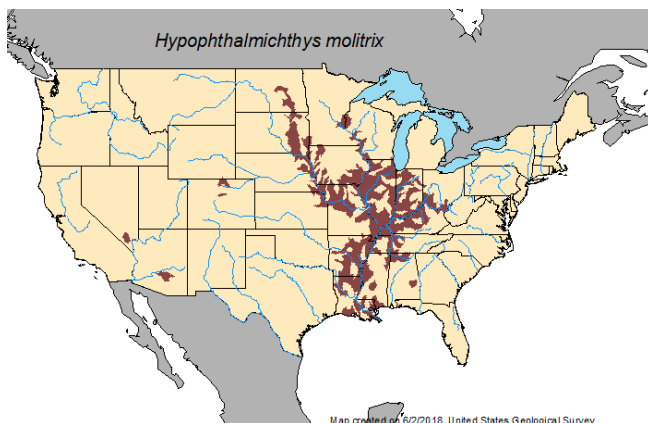 Hypophthalmichthys molitrix
Map created on 6/2/2018. United States Geological Survey